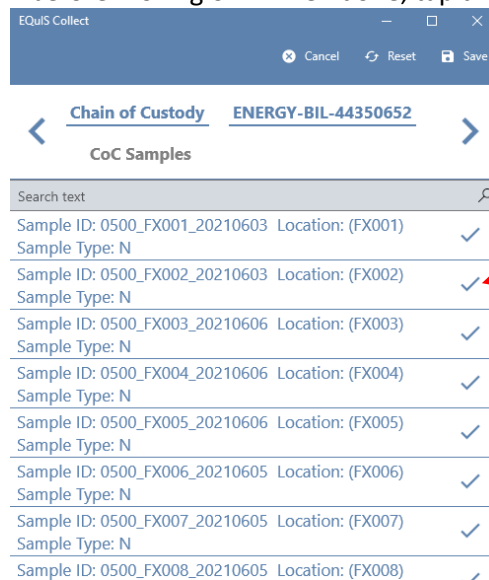 EQuIS Collect
Cancel Reset Save
Chain of Custody ENERGY-BIL-44350652
CoC Samples
Search text
Sample ID: 0500_FX001_20210603 Location: (FX001)
Sample Type: N
Sample ID: 0500_FX002_20210603 Location: (FX002)
Sample Type: N
Sample ID: 0500_FX003_20210606 Location: (FX003)
Sample Type: N
Sample ID: 0500_FX004_20210606 Location: (FX004)
Sample Type: N
Sample ID: 0500_FX005_20210606 Location: (FX005)
Sample Type: N
Sample ID: 0500_FX006_20210605 Location: (FX006)
Sample Type: N
Sample ID: 0500_FX007_20210605 Location: (FX007)
Sample Type: N
Sample ID: 0500_FX008_20210605 Location: (FX008)